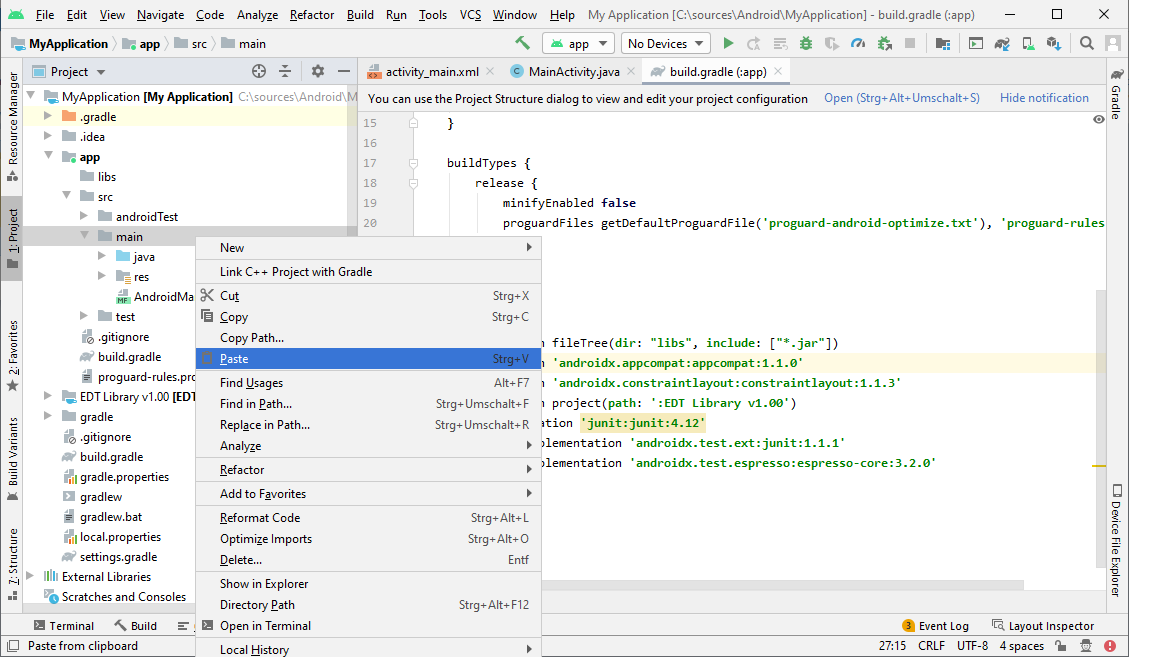 File Edit View Navigate Code Analyze Refactor Build Run Tools VCS Window Help My Application [C:\sources\Android\MyApplication] - build.gradle (:app)
MyApplication app src main app No Devices
Project activity_main.xml MainActivity.java build.gradle (:app)
MyApplication [My Application] C:\sources\Android\M
You can use the Project Structure dialog to view and edit your project configuration Open (Strg+Alt+Umschalt+S) Hide notification
.gradle
.idea
app
libs
src
androidTest
main
java
res
AndroidMa
test
.gitignore
build.gradle
proguard-rules.pro
EDT Library v1.00 [EDT
gradle
.gitignore
build.gradle
gradle.properties
gradlew
gradlew.bat
local.properties
settings.gradle
External Libraries
Scratches and Consoles
Resource Manager
1: Project
2: Favorites
Build Variants
7: Structure
15 }
16
17 buildTypes {
18 release {
19 minifyEnabled false
20 proguardFiles getDefaultProguardFile('proguard-android-optimize.txt'), 'proguard-rules
n fileTree(dir: "libs", include: ["*.jar"])
n 'androidx.appcompat:appcompat:1.1.0'
n 'androidx.constraintlayout:constraintlayout:1.1.3'
n project(path: ':EDT Library v1.00')
ation 'junit:junit:4.12'
plementation 'androidx.test.ext:junit:1.1.1'
plementation 'androidx.test.espresso:espresso-core:3.2.0'
New
Link C++ Project with Gradle
Cut Strg+X
Copy Strg+C
Copy Path...
Paste Strg+V
Find Usages Alt+F7
Find in Path... Strg+Umschalt+F
Replace in Path... Strg+Umschalt+R
Analyze
Refactor
Add to Favorites
Reformat Code Strg+Alt+L
Optimize Imports Strg+Alt+O
Delete... Entf
Show in Explorer
Directory Path Strg+Alt+F12
Open in Terminal
Local History
Gradle
Device File Explorer
Terminal Build 3 Event Log Layout Inspector
Paste from clipboard 27:15 CRLF UTF-8 4 spaces